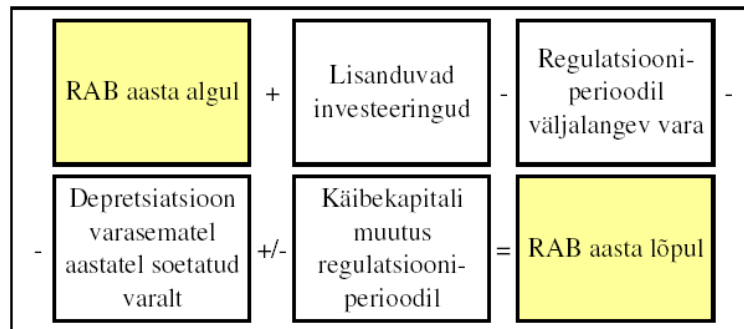 RAB aasta algul
+
Lisanduvad
investeeringud
-
Regulatsiooni-
perioodil
väljalangev vara
-
-
Depretsiatsioon
varasematel
aastatel soetatud
varalt
+/-
Käibekapitali
muutus
regulatsiooni-
perioodil
=
RAB aasta lõpul